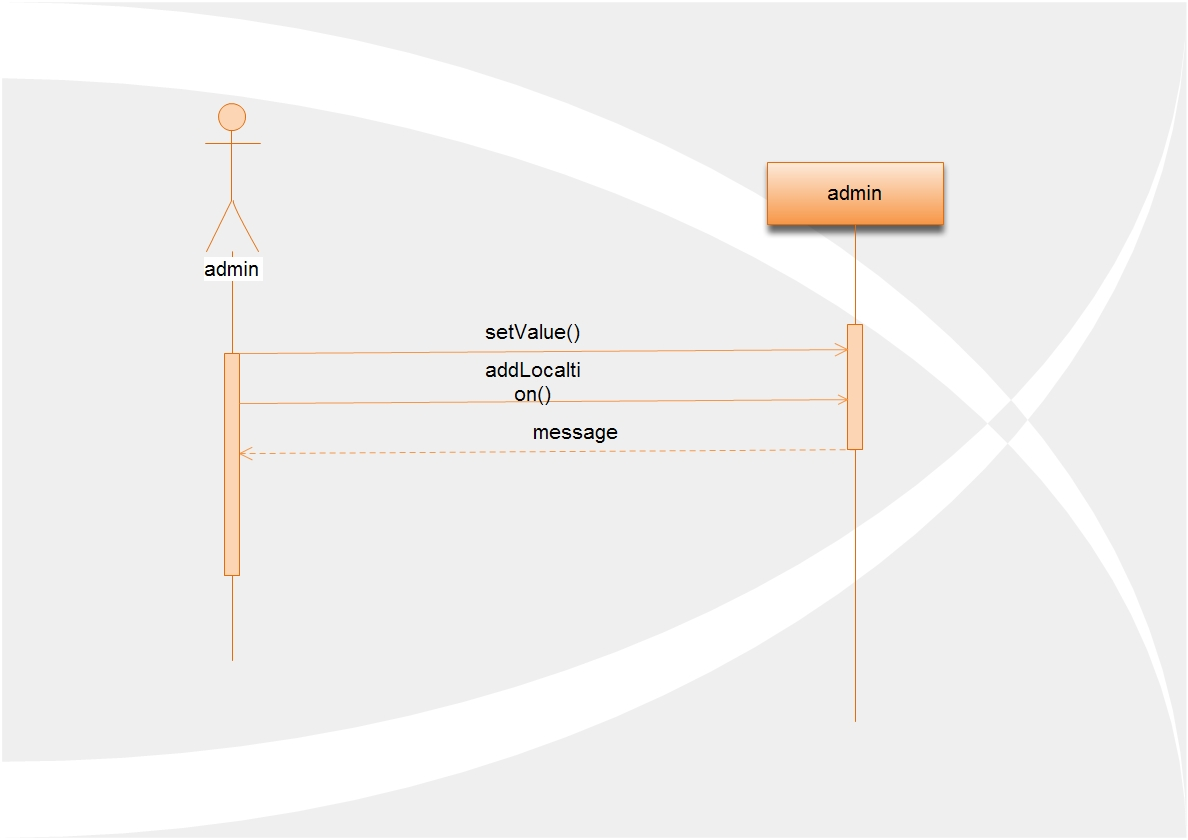 admin
admin
setValue()
addLocalti
on()
message